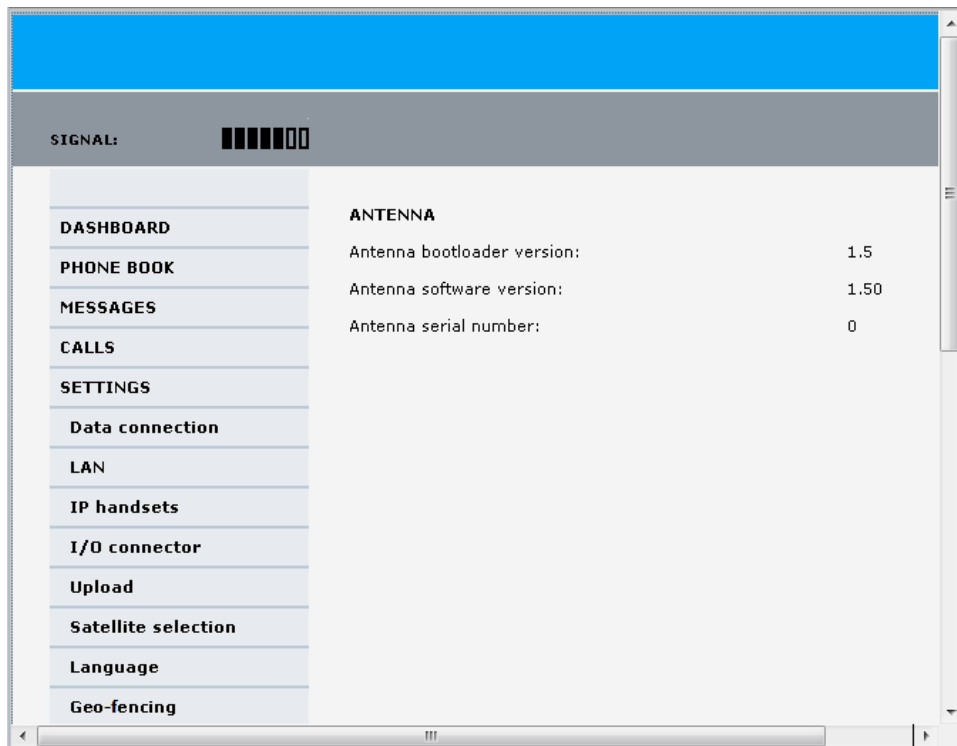 SIGNAL:
DASHBOARD
PHONE BOOK
MESSAGES
CALLS
SETTINGS
Data connection
LAN
IP handsets
I/O connector
Upload
Satellite selection
Language
Geo-fencing
ANTENNA
Antenna bootloader version: 1.5
Antenna software version: 1.50
Antenna serial number: 0